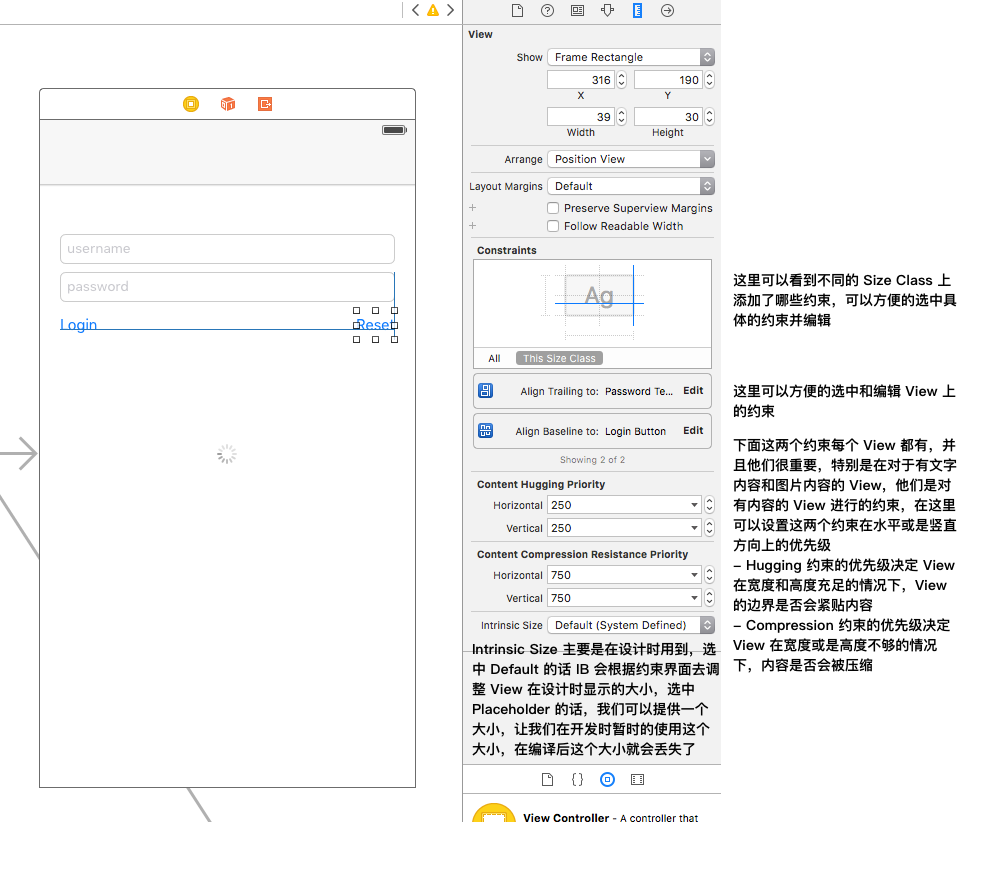 View
Show Frame Rectangle
316 190
X Y
39 30
Width Height
Arrange Position View
Layout Margins Default
Preserve Superview Margins
Follow Readable Width
Constraints
Ag
All This Size Class
Align Trailing to: Password Te... Edit
Align Baseline to: Login Button Edit
Showing 2 of 2
Content Hugging Priority
Horizontal 250
Vertical 250
Content Compression Resistance Priority
Horizontal 750
Vertical 750
Intrinsic Size Default (System Defined)
Intrinsic Size 主要是在设计时用到，选
中 Default 的话 IB 会根据约束界面去调
整 View 在设计时显示的大小，选中
Placeholder 的话，我们可以提供一个
大小，让我们在开发时暂时的使用这个
大小，在编译后这个大小就会丢失了
{}
View Controller - A controller that
username
password
Login Reset
这里可以看到不同的 Size Class 上
添加了哪些约束，可以方便的选中具
体的约束并编辑
这里可以方便的选中和编辑 View 上
的约束
下面这两个约束每个 View 都有，并
且他们很重要，特别是在对于有文字
内容和图片内容的 View，他们是对
有内容的 View 进行的约束，在这里
可以设置这两个约束在水平或是竖直
方向上的优先级
– Hugging 约束的优先级决定 View
在宽度和高度充足的情况下，View
的边界是否会紧贴内容
– Compression 约束的优先级决定
View 在宽度或是高度不够的情况
下，内容是否会被压缩